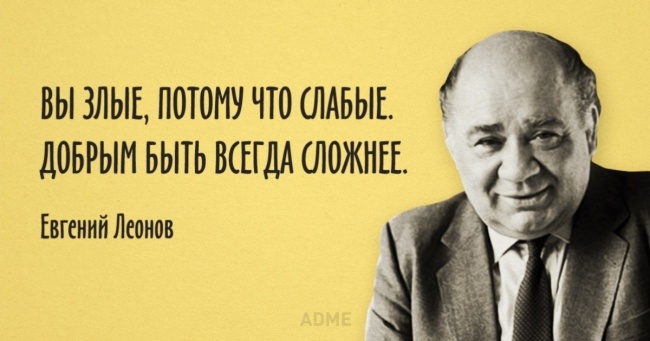 ВЫ ЗЛЫЕ, ПОТОМУ ЧТО СЛАБЫЕ.
ДОБРЫМ БЫТЬ ВСЕГДА СЛОЖНЕЕ.
Евгений Леонов
ADME